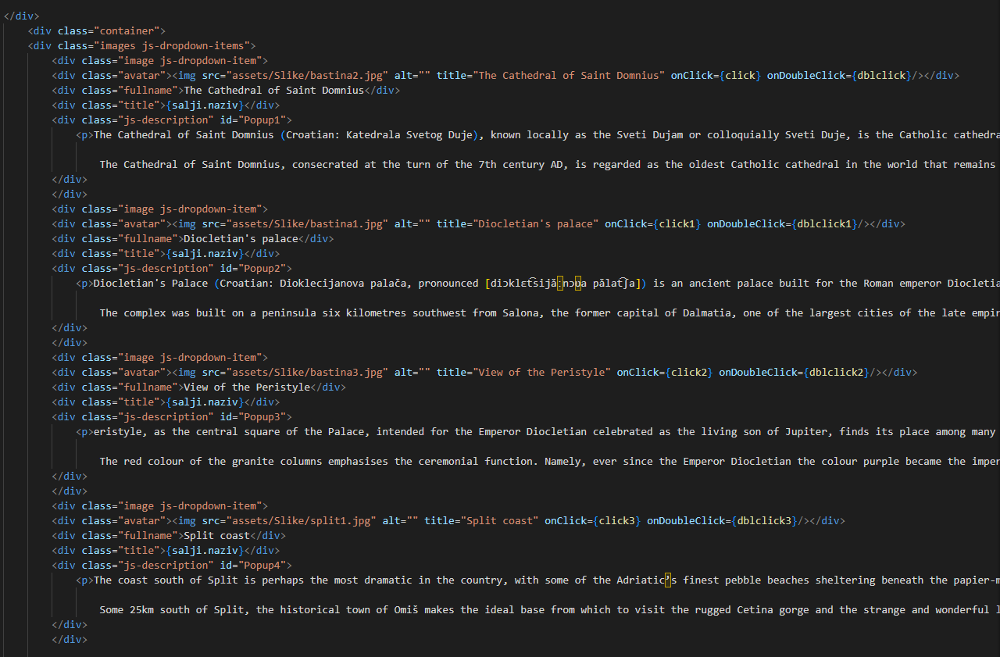 </div>
<div class="container">
<div class="images js-dropdown-items">
<div class="image js-dropdown-item">
<div class="avatar"><img src="assets/Slike/bastina2.jpg" alt="" title="The Cathedral of Saint Domnius" onClick={click} onDoubleClick={dblclick}/></div>
<div class="fullname">The Cathedral of Saint Domnius</div>
<div class="title">{salji.naziv}</div>
<div class="js-description" id="Popup1">
<p>The Cathedral of Saint Domnius (Croatian: Katedrala Svetog Duje), known locally as the Sveti Dujam or colloquially Sveti Duje, is the Catholic cathedra
The Cathedral of Saint Domnius, consecrated at the turn of the 7th century AD, is regarded as the oldest Catholic cathedral in the world that remains
</div>
</div>
<div class="image js-dropdown-item">
<div class="avatar"><img src="assets/Slike/bastina1.jpg" alt="" title="Diocletian's palace" onClick={click1} onDoubleClick={dblclick1}/></div>
<div class="fullname">Diocletian's palace</div>
<div class="title">{salji.naziv}</div>
<div class="js-description" id="Popup2">
<p>Diocletian's Palace (Croatian: Dioklecijanova palača, pronounced [diɔklɛt͡sijǎːnɔʋa pǎlat͡ʃa]) is an ancient palace built for the Roman emperor Diocletia
The complex was built on a peninsula six kilometres southwest from Salona, the former capital of Dalmatia, one of the largest cities of the late empir
</div>
</div>
<div class="image js-dropdown-item">
<div class="avatar"><img src="assets/Slike/bastina3.jpg" alt="" title="View of the Peristyle" onClick={click2} onDoubleClick={dblclick2}/></div>
<div class="fullname">View of the Peristyle</div>
<div class="title">{salji.naziv}</div>
<div class="js-description" id="Popup3">
<p>eristyle, as the central square of the Palace, intended for the Emperor Diocletian celebrated as the living son of Jupiter, finds its place among many
The red colour of the granite columns emphasises the ceremonial function. Namely, ever since the Emperor Diocletian the colour purple became the imper
</div>
</div>
<div class="image js-dropdown-item">
<div class="avatar"><img src="assets/Slike/split1.jpg" alt="" title="Split coast" onClick={click3} onDoubleClick={dblclick3}/></div>
<div class="fullname">Split coast</div>
<div class="title">{salji.naziv}</div>
<div class="js-description" id="Popup4">
<p>The coast south of Split is perhaps the most dramatic in the country, with some of the Adriatic’s finest pebble beaches sheltering beneath the papier-m
Some 25km south of Split, the historical town of Omiš makes the ideal base from which to visit the rugged Cetina gorge and the strange and wonderful l
</div>
</div>